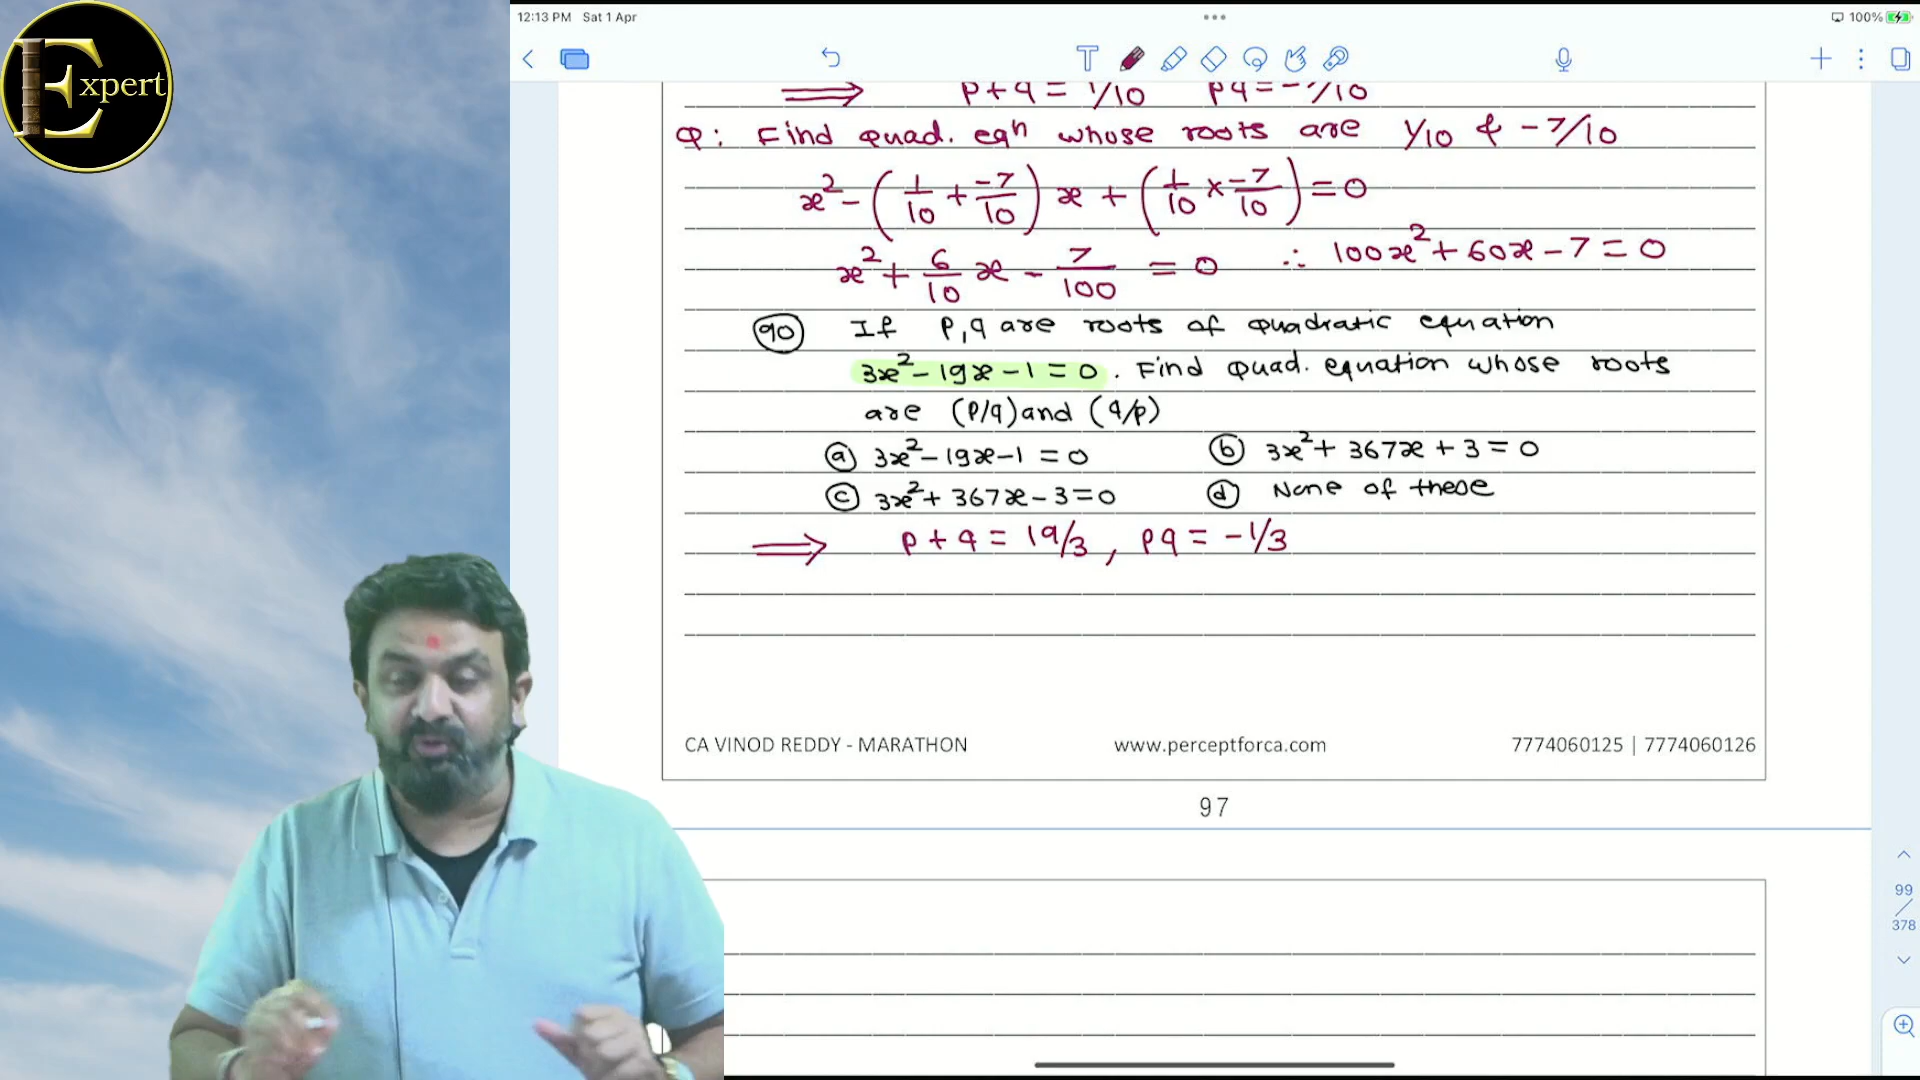 Expert
12:13 PM Sat 1 Apr
100%
⟹ p+q = 1/10 pq = -7/10
Q: Find quad. eqn whose roots are 1/10 & -7/10
x² - (1/10 + -7/10) x + (1/10 × -7/10) = 0
x² + 6/10 x - 7/100 = 0 ∴ 100x² + 60x - 7 = 0
90 If p,q are roots of quadratic equation
3x² - 19x - 1 = 0. Find quad. equation whose roots
are (p/q) and (q/p)
a 3x² - 19x - 1 = 0 b 3x² + 367x + 3 = 0
c 3x² + 367x - 3 = 0 d None of these
⟹ p + q = 19/3, pq = -1/3
CA VINOD REDDY - MARATHON www.perceptforca.com 7774060125 | 7774060126
97
99
/
378